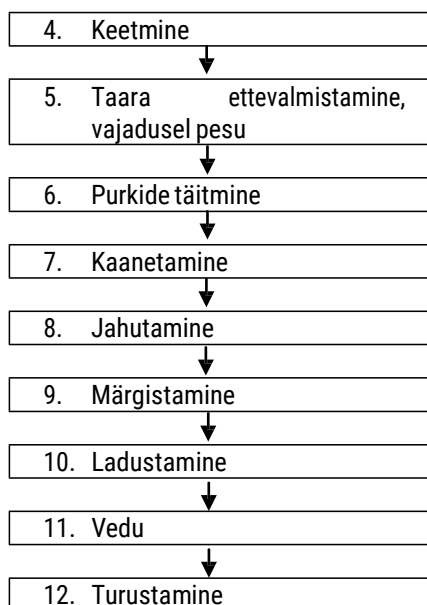 4. Keetmine
5. Taara ettevalmistamine,
vajadusel pesu
6. Purkide täitmine
7. Kaanetamine
8. Jahutamine
9. Märgistamine
10. Ladustamine
11. Vedu
12. Turustamine